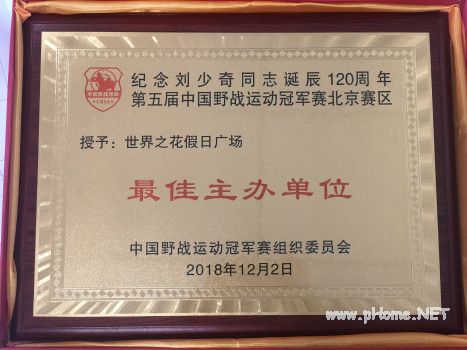 纪念刘少奇同志诞辰120周年
第五届中国野战运动冠军赛北京赛区
授予：世界之花假日广场
最佳主办单位
中国野战运动冠军赛组织委员会
2018年12月2日
www.pHome.NET